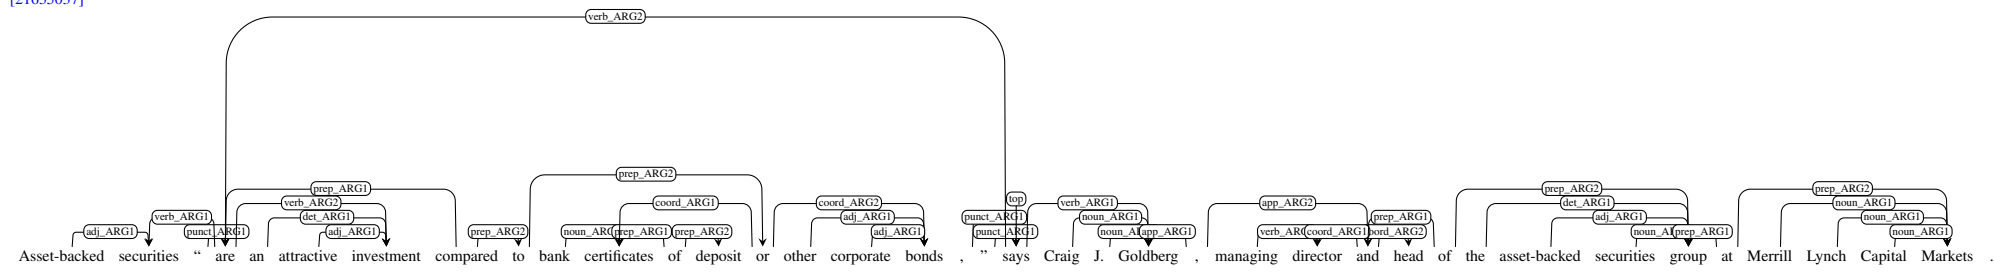 verb_ARG2
prep_ARG2
prep_ARG1 prep_ARG2 prep_ARG2
verb_ARG2 coord_ARG1 coord_ARG2 top verb_ARG1 app_ARG2 det_ARG1 noun_ARG1
verb_ARG1 det_ARG1 adj_ARG1 punct_ARG1 noun_ARG1 prep_ARG1 adj_ARG1 noun_ARG1
adj_ARG1 punct_ARG1 adj_ARG1 prep_ARG2 prep_ARG1 prep_ARG2 adj_ARG1 punct_ARG1 app_ARG1 coord_ARG1 prep_ARG1 noun_ARG1
Asset-backed securities “ are an attractive investment compared to bank certificates of deposit or other corporate bonds , ” says Craig J. Goldberg , managing director and head of the asset-backed securities group at Merrill Lynch Capital Markets .